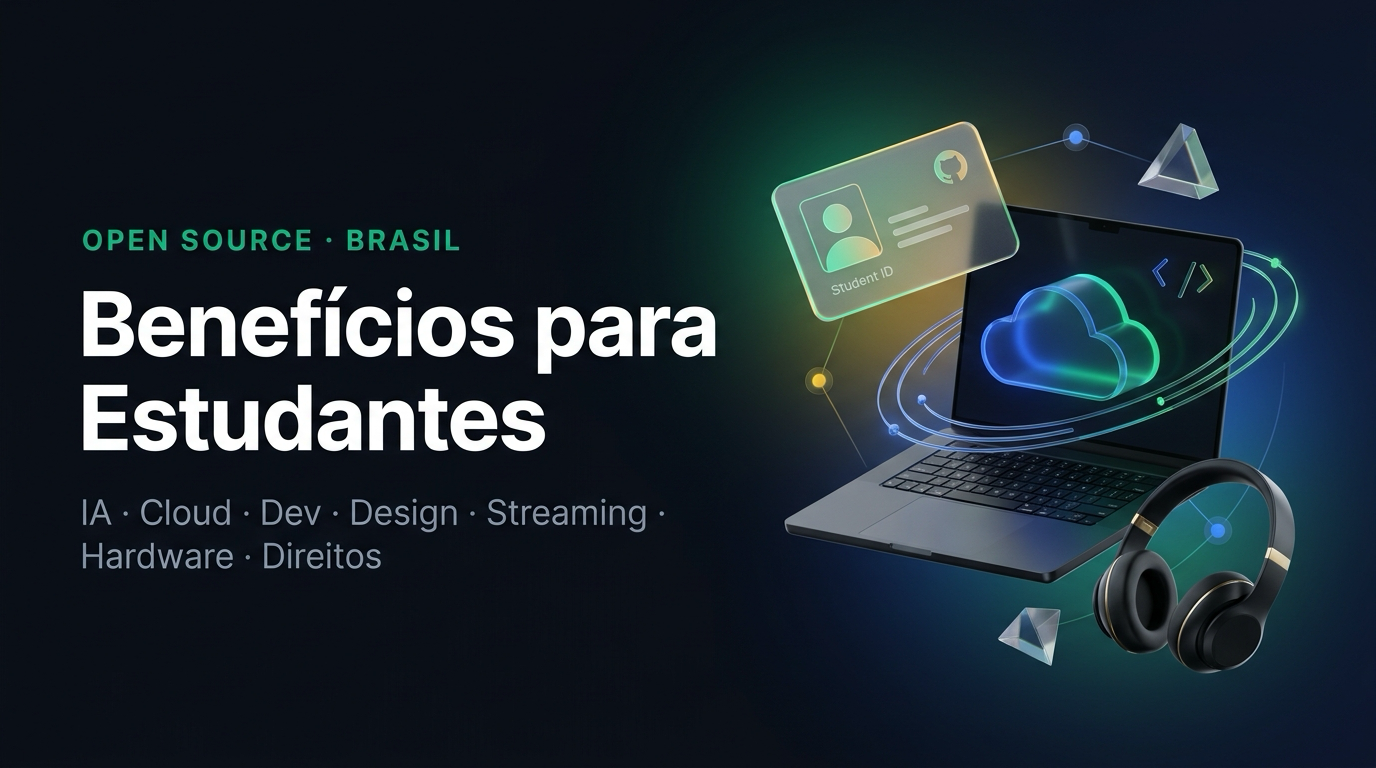 OPEN SOURCE · BRASIL
Benefícios para
Estudantes
IA · Cloud · Dev · Design · Streaming ·
Hardware · Direitos
Student ID
</>